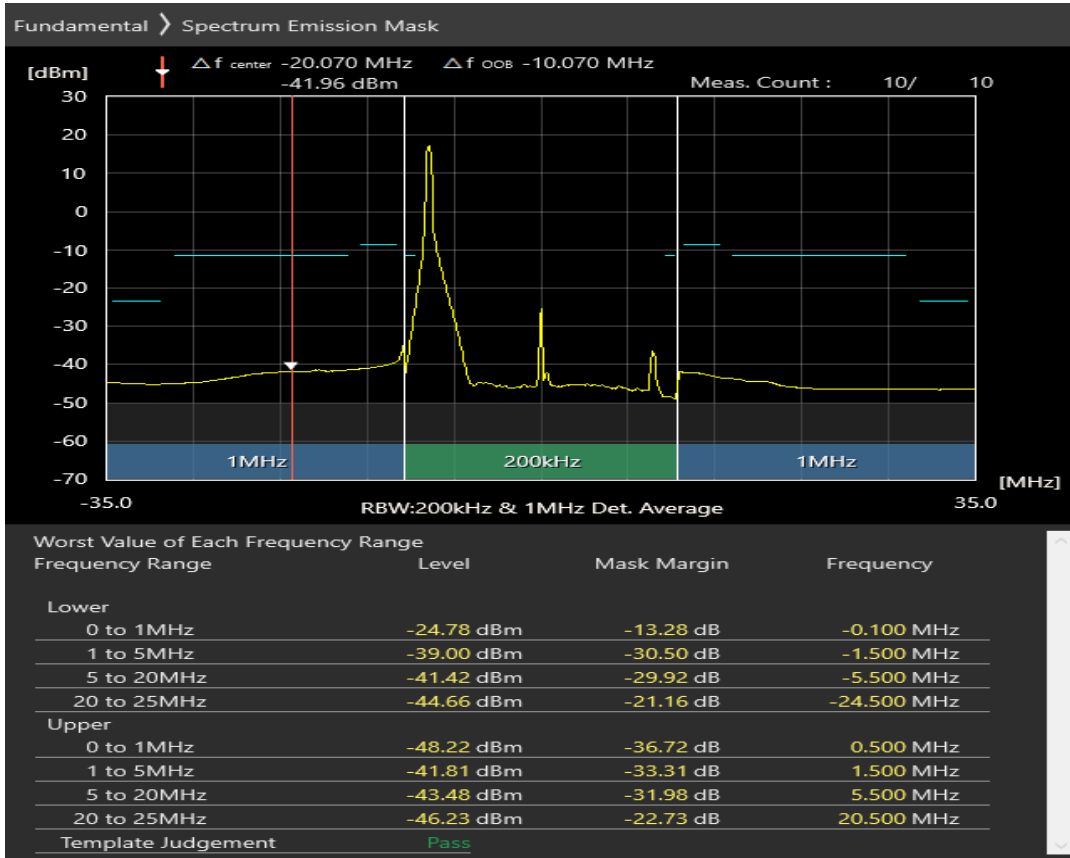 Fundamental ❯ Spectrum Emission Mask
△f center -20.070 MHz △f OOB -10.070 MHz
[dBm] -41.96 dBm Meas. Count : 10/ 10
30
20
10
0
-10
-20
-30
-40
-50
-60
1MHz 200kHz 1MHz
-70 [MHz]
-35.0 RBW:200kHz & 1MHz Det. Average 35.0
Worst Value of Each Frequency Range
Frequency Range Level Mask Margin Frequency
Lower
0 to 1MHz -24.78 dBm -13.28 dB -0.100 MHz
1 to 5MHz -39.00 dBm -30.50 dB -1.500 MHz
5 to 20MHz -41.42 dBm -29.92 dB -5.500 MHz
20 to 25MHz -44.66 dBm -21.16 dB -24.500 MHz
Upper
0 to 1MHz -48.22 dBm -36.72 dB 0.500 MHz
1 to 5MHz -41.81 dBm -33.31 dB 1.500 MHz
5 to 20MHz -43.48 dBm -31.98 dB 5.500 MHz
20 to 25MHz -46.23 dBm -22.73 dB 20.500 MHz
Template Judgement Pass